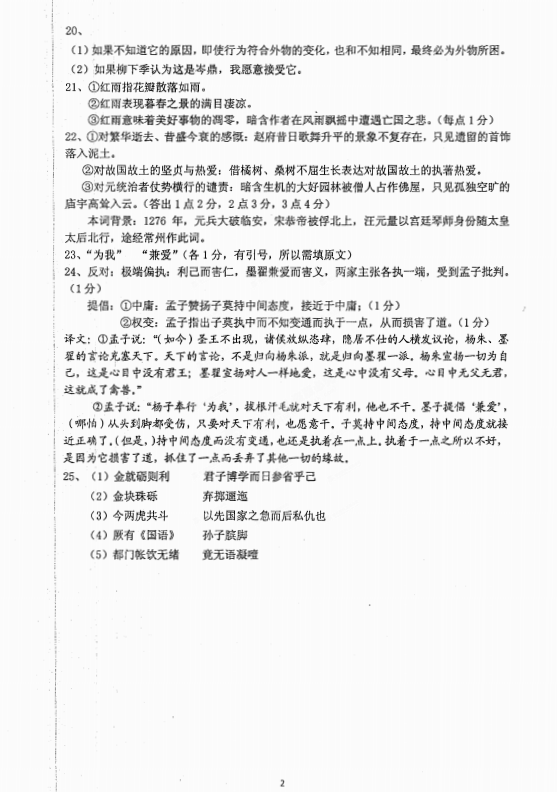 20、
（1）如果不知道它的原因，即使行为符合外物的变化，也和不知相同，最终必为外物所困。
（2）如果柳下季认为这是岑鼎，我愿意接受它。
21、①红雨指花瓣散落如雨。
②红雨表现暮春之景的满目凄凉。
③红雨意味着美好事物的凋零，暗含作者在风雨飘摇中遭遇亡国之悲。（每点1分）
22、①对繁华逝去、昔盛今衰的感慨：赵府昔日歌舞升平的景象不复存在，只见遗留的首饰
落入泥土。
②对故国故土的坚贞与热爱：借橘树、桑树不屈生长表达对故国故土的执著热爱。
③对元统治者仗势横行的谴责：暗含生机的大好园林被僧人占作佛屋，只见孤独空旷的
庙宇高耸入云。（答出1点2分，2点3分，3点4分）
本词背景：1276 年，元兵大破临安，宋恭帝被俘北上，汪元量以宫廷琴师身份随太皇
太后北行，途经常州作此词。
23、“为我” “兼爱”（各1分，有引号，所以需填原文）
24、反对：极端偏执：利己而害仁，墨翟兼爱而害义，两家主张各执一端，受到孟子批判。
（1分）
提倡：①中庸：孟子赞扬子莫持中间态度，接近于中庸；（1分）
②权变：孟子指出子莫执中而不知变通而执于一点，从而损害了道。（1分）
译文：①孟子说：“（如今）圣王不出现，诸侯放纵恣肆，隐居不仕的人横发议论，杨朱、墨
翟的言论充塞天下。天下的言论，不是归向杨朱派，就是归向墨翟一派。杨朱宣扬一切为自
己，这是心目中没有君王；墨翟宣扬对人一样地爱，这是心中没有父母。心目中无父无君，
这就成了禽兽。”
②孟子说：“杨子奉行‘为我’，拔根汗毛就对天下有利，他也不干。墨子提倡‘兼爱’，
（哪怕）从头到脚都受伤，只要对天下有利，也愿意干。子莫持中间态度，持中间态度就接
近正确了。（但是，）持中间态度而没有变通，也还是执着在一点上。执着于一点之所以不好，
是因为它损害了道，抓住了一点而丢弃了其他一切的缘故。
25、（1）金就砺则利 君子博学而日参省乎己
（2）金块珠砾 弃掷逦迤
（3）今两虎共斗 以先国家之急而后私仇也
（4）厥有《国语》 孙子膑脚
（5）都门帐饮无绪 竟无语凝噎
2